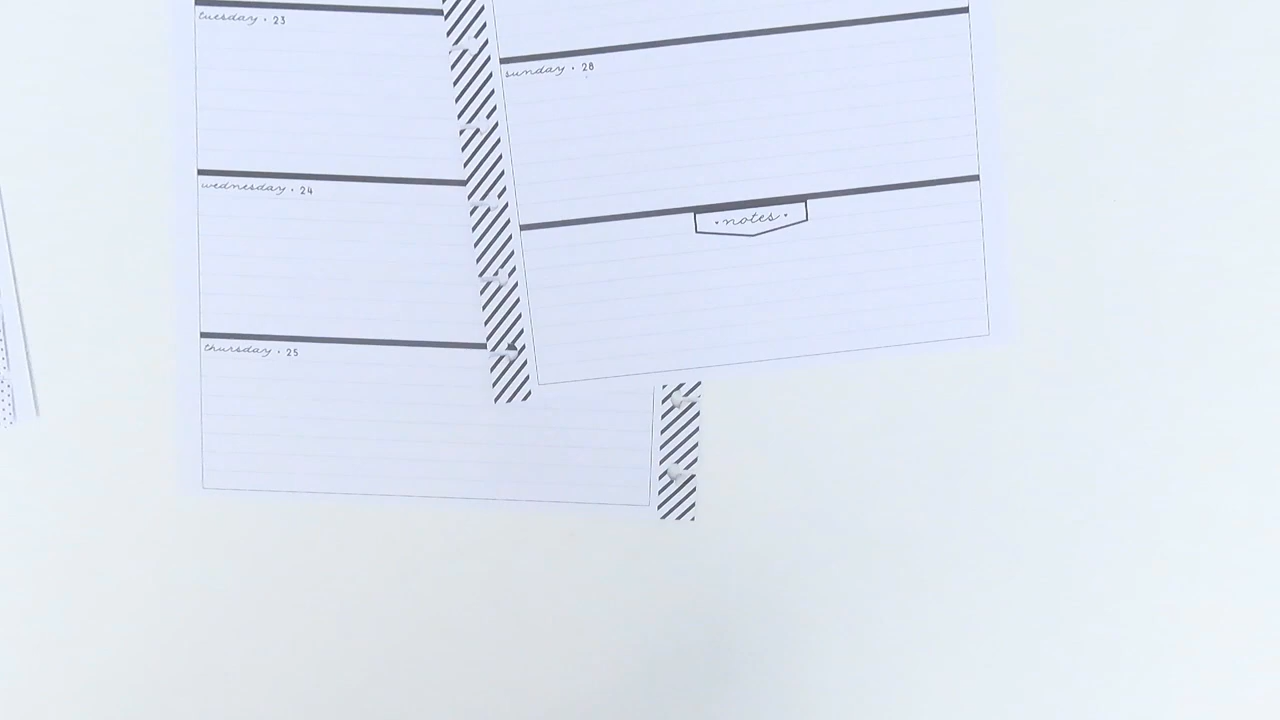 tuesday • 23
wednesday • 24
thursday • 25
sunday • 28
• notes •